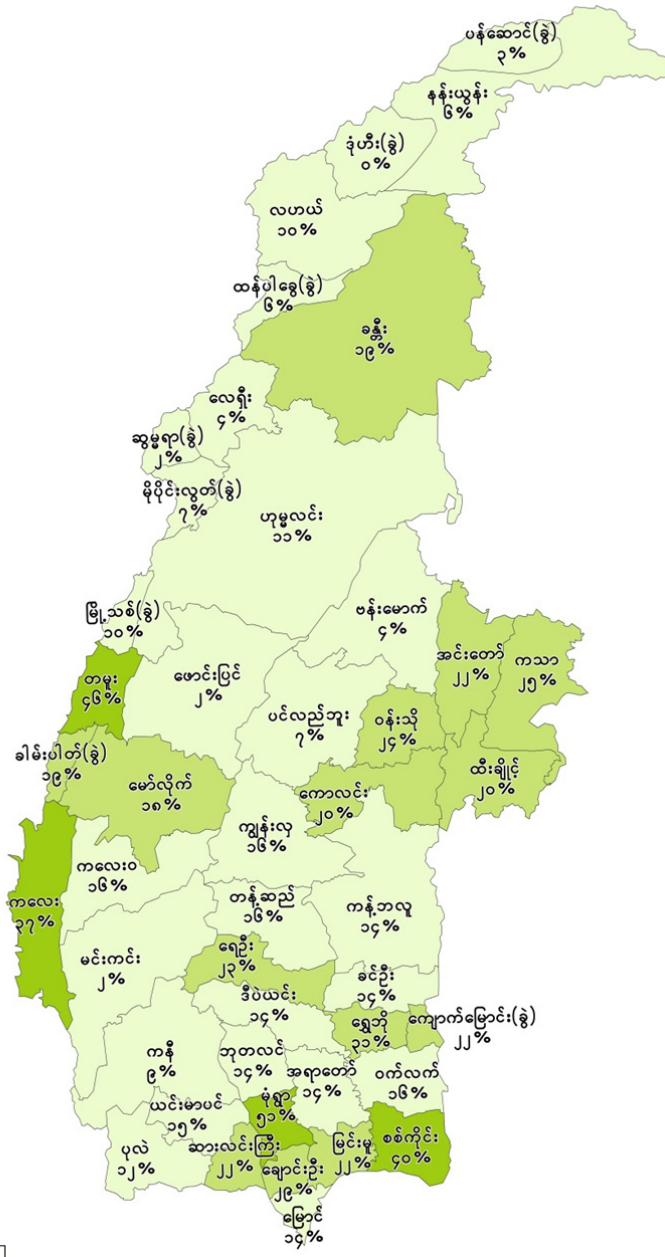 ပန်ဆောင်(ခွဲ)
၃%
နန်းယွန်း
၆%
ဒုံဟီး(ခွဲ)
၀%
လဟယ်
၁၀%
ထန်ပါခွေ(ခွဲ)
၆%
ခန္တီး
၁၉%
လေရှီး
၄%
ဆွမ္မရာ(ခွဲ)
၂%
မိုပိုင်းလွတ်(ခွဲ)
၇%
ဟုမ္မလင်း
၁၁%
မြို့သစ်(ခွဲ)
၁၀%
ဗန်းမောက်
၄%
အင်းတော်
၂၂%
ကသာ
၂၅%
တမူး
၄၆%
ဖောင်းပြင်
၂%
ပင်လည်ဘူး
၇%
ဝန်းသို
၂၄%
ခါမ်းပါတ်(ခွဲ)
၁၉%
မော်လိုက်
၁၈%
ကောလင်း
၂၀%
ထီးချိုင့်
၂၀%
ကျွန်းလှ
၁၆%
ကလေးဝ
၁၆%
ကလေး
၃၇%
တန့်ဆည်
၁၆%
ကန့်ဘလူ
၁၄%
မင်းကင်း
၂%
ရေဦး
၂၃%
ခင်ဦး
၁၄%
ဒီပဲယင်း
၁၄%
ရွှေဘို
၃၁%
ကျောက်မြောင်း(ခွဲ)
၂၂%
ကနီ
၉%
ဘုတလင်
၁၄%
အရာတော်
၁၄%
ဝက်လက်
၁၆%
ယင်းမာပင်
၁၅%
မုံရွာ
၅၁%
ပုလဲ
၁၂%
ဆားလင်းကြီး
၂၂%
ချောင်းဦး
၂၉%
မြင်းမူ
၂၂%
စစ်ကိုင်း
၄၀%
မြောင်
၁၄%